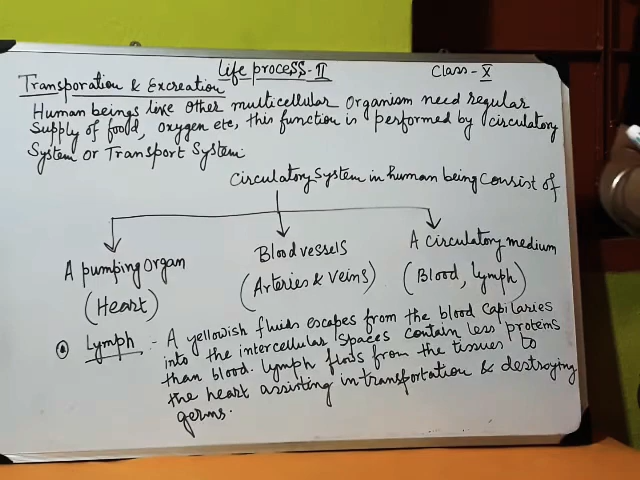 Life process-II
Class-X
Transporation & Excreation
Human beings like other multicellular Organism need regular
Supply of food, oxygen etc, this function is performed by circulatory
System or Transport System.
Circulatory System in human being Consist of
A pumping organ
(Heart)
Blood vessels
(Arteries & Veins)
A circulatory medium
(Blood, Lymph)
Lymph :- A yellowish fluids escapes from the blood Capilaries
into the intercellular Spaces contain less proteins
than blood. Lymph flods from the tissues to
the heart assisting in transportation & destroying
germs.